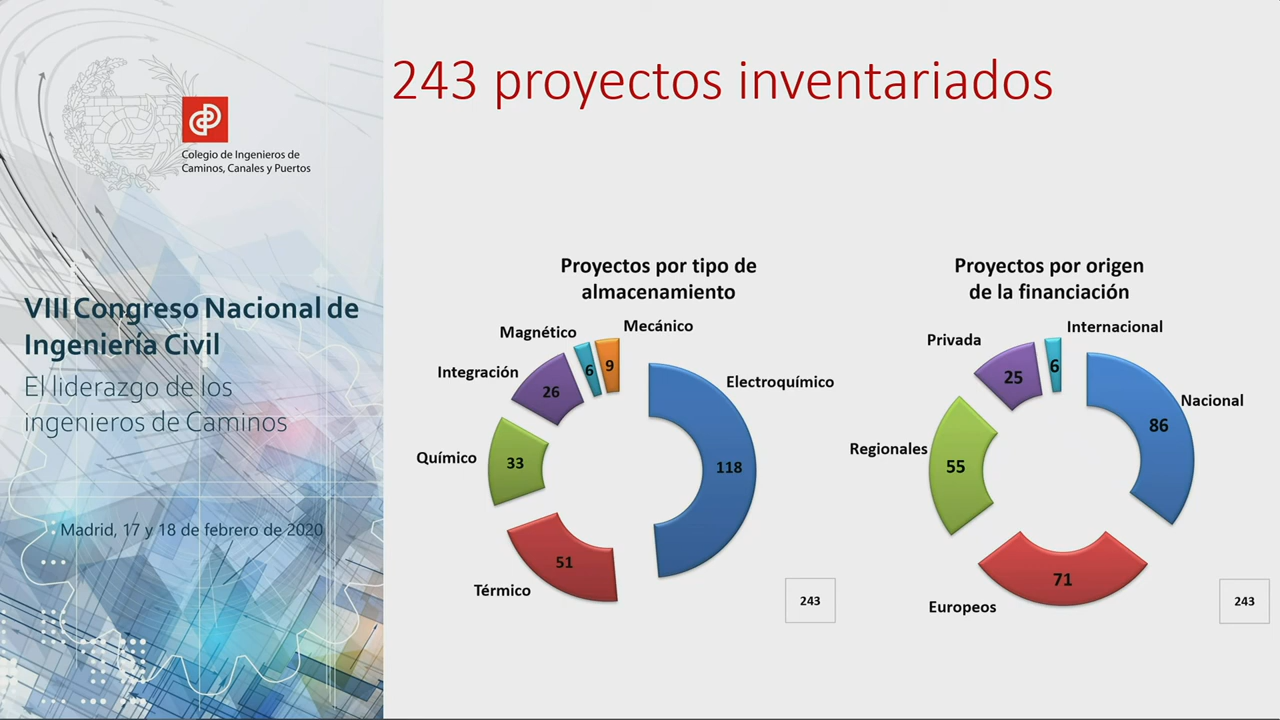 243 proyectos inventariados
Colegio de Ingenieros de
Caminos, Canales y Puertos
VIII Congreso Nacional de
Ingeniería Civil
El liderazgo de los
ingenieros de Caminos
Madrid, 17 y 18 de febrero de 2020
Proyectos por tipo de
almacenamiento
Mecánico
Magnético
Integración
Electroquímico
Químico
Térmico
6
9
26
33
118
51
243
Proyectos por origen
de la financiación
Internacional
Privada
Nacional
Regionales
Europeos
6
25
86
55
71
243